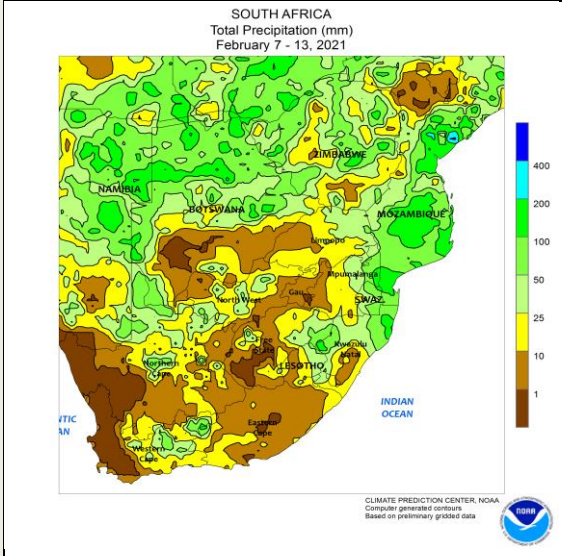 SOUTH AFRICA
Total Precipitation (mm)
February 7 - 13, 2021
ZIMBABWE
NAMIBIA
BOTSWANA
MOZAMBIQUE
Limpopo
Mpumalanga
North West
Gau
SWAZ
Free
State
Kwazulu
Natal
Northern
Cape
LESOTHO
Eastern
Cape
Western
Cape
NTIC
AN
INDIAN
OCEAN
400
200
100
50
25
10
1
CLIMATE PREDICTION CENTER, NOAA
Computer generated contours
Based on preliminary gridded data
NOAA